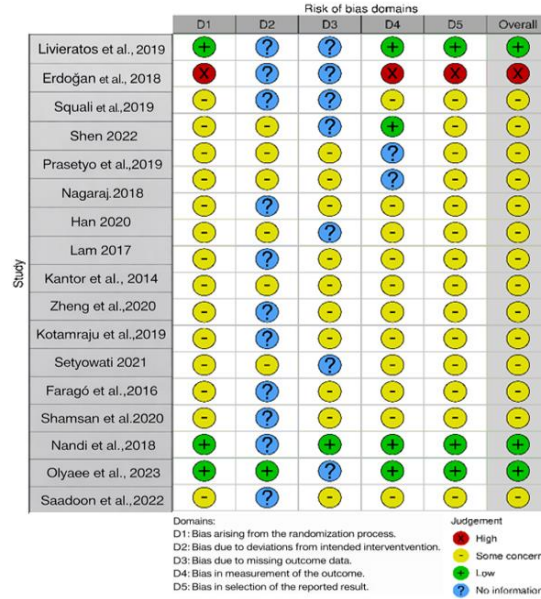 Risk of bias domains
D1 D2 D3 D4 D5 Overall
Study
Livieratos et al., 2019
Erdoğan et al., 2018
Squali et al.,2019
Shen 2022
Prasetyo et al.,2019
Nagaraj.2018
Han 2020
Lam 2017
Kantor et al., 2014
Zheng et al.,2020
Kotamraju et al.,2019
Setyowati 2021
Faragó et al.,2016
Shamsan et al.2020
Nandi et al.,2018
Olyaee et al., 2023
Saadoon et al.,2022
Domains:
D1: Bias arising from the randomization process.
D2: Bias due to deviations from intended interventvention.
D3: Bias due to missing outcome data.
D4: Bias in measurement of the outcome.
D5: Bias in selection of the reported result.
Judgement
High
Some concern
Low
No information